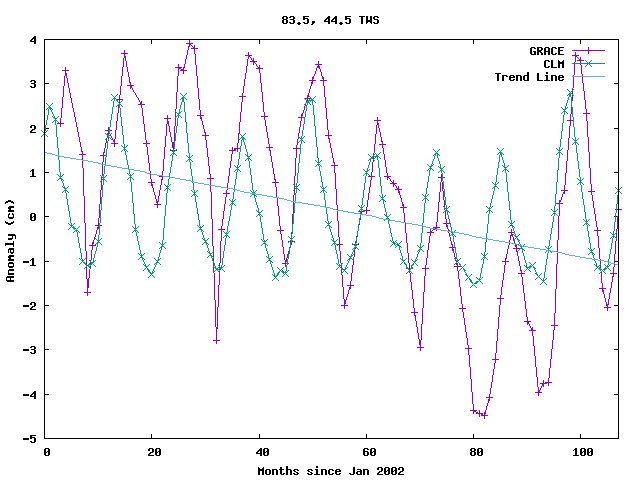 83.5, 44.5 TWS
GRACE
CLM
Trend Line
4
3
2
1
0
-1
-2
-3
-4
-5
Anomaly (cm)
0 20 40 60 80 100
Months since Jan 2002